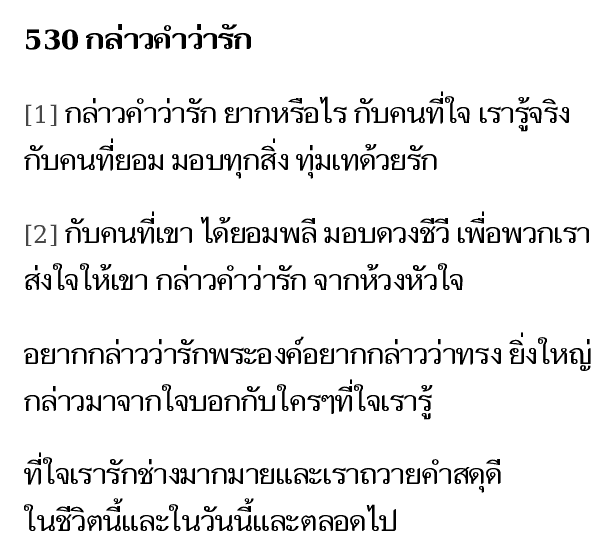 530 กล่าวคำว่ารัก
[1] กล่าวคำว่ารัก ยากหรือไร กับคนที่ใจ เรารู้จริง
กับคนที่ยอม มอบทุกสิ่ง ทุ่มเทด้วยรัก
[2] กับคนที่เขา ได้ยอมพลี มอบดวงชีวี เพื่อพวกเรา
ส่งใจให้เขา กล่าวคำว่ารัก จากห้วงหัวใจ
อยากกล่าวว่ารักพระองค์อยากกล่าวว่าทรง ยิ่งใหญ่
กล่าวมาจากใจบอกกับใครๆที่ใจเรารู้
ที่ใจเรารักช่างมากมายและเราถวายคำสดุดี
ในชีวิตนี้และในวันนี้และตลอดไป